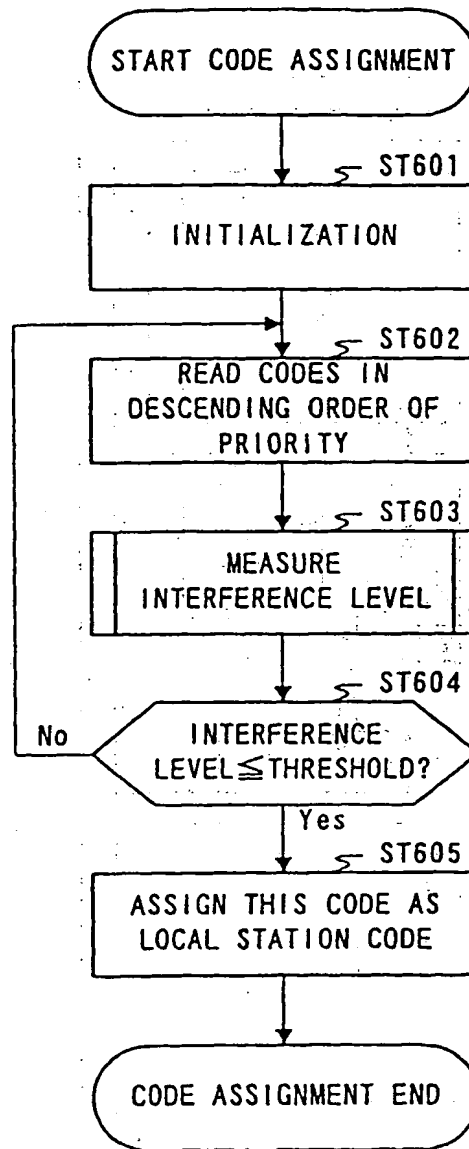 START CODE ASSIGNMENT
ST601
INITIALIZATION
ST602
READ CODES IN
DESCENDING ORDER OF
PRIORITY
ST603
MEASURE
INTERFERENCE LEVEL
ST604
No
INTERFERENCE
LEVEL≦THRESHOLD?
Yes
ST605
ASSIGN THIS CODE AS
LOCAL STATION CODE
CODE ASSIGNMENT END